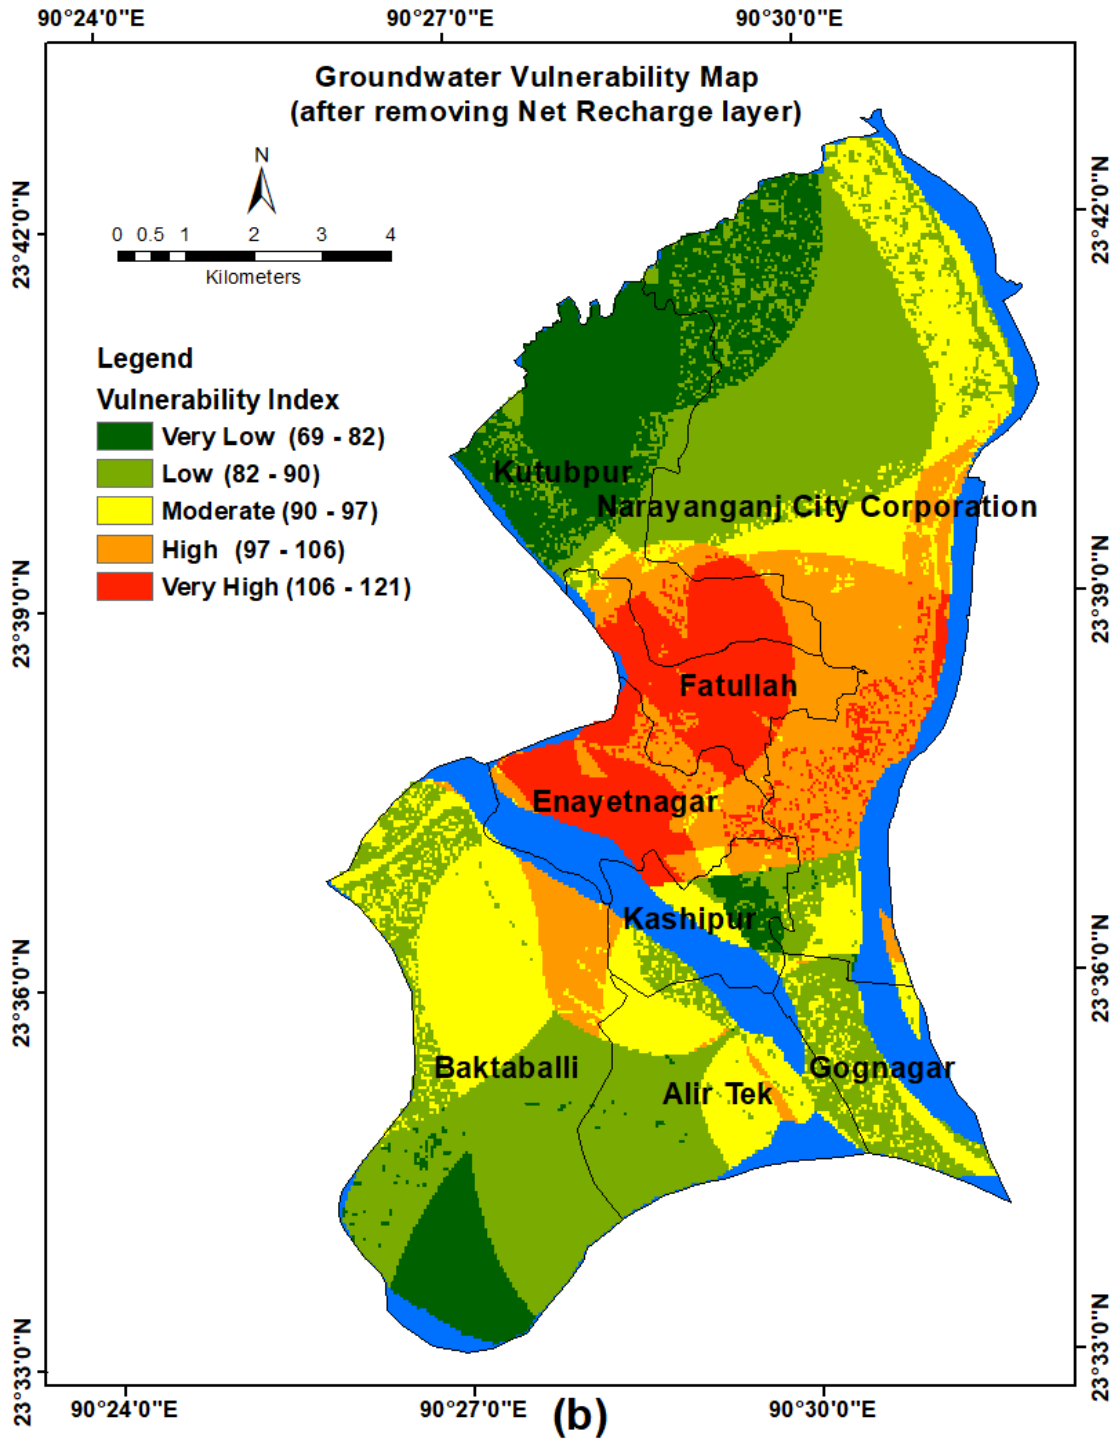 90°24'0"E 90°27'0"E 90°30'0"E
Groundwater Vulnerability Map
(after removing Net Recharge layer)
N
0 0.5 1 2 3 4
Kilometers
23°42'0"N
23°42'0"N
Legend
Vulnerability Index
Very Low (69 - 82)
Low (82 - 90)
Moderate (90 - 97)
High (97 - 106)
Very High (106 - 121)
Kutubpur
Narayanganj City Corporation
23°39'0"N
23°39'0"N
Fatullah
Enayetnagar
Kashipur
23°36'0"N
23°36'0"N
Baktaballi
Gognagar
Alir Tek
23°33'0"N
23°33'0"N
90°24'0"E 90°27'0"E 90°30'0"E
(b)